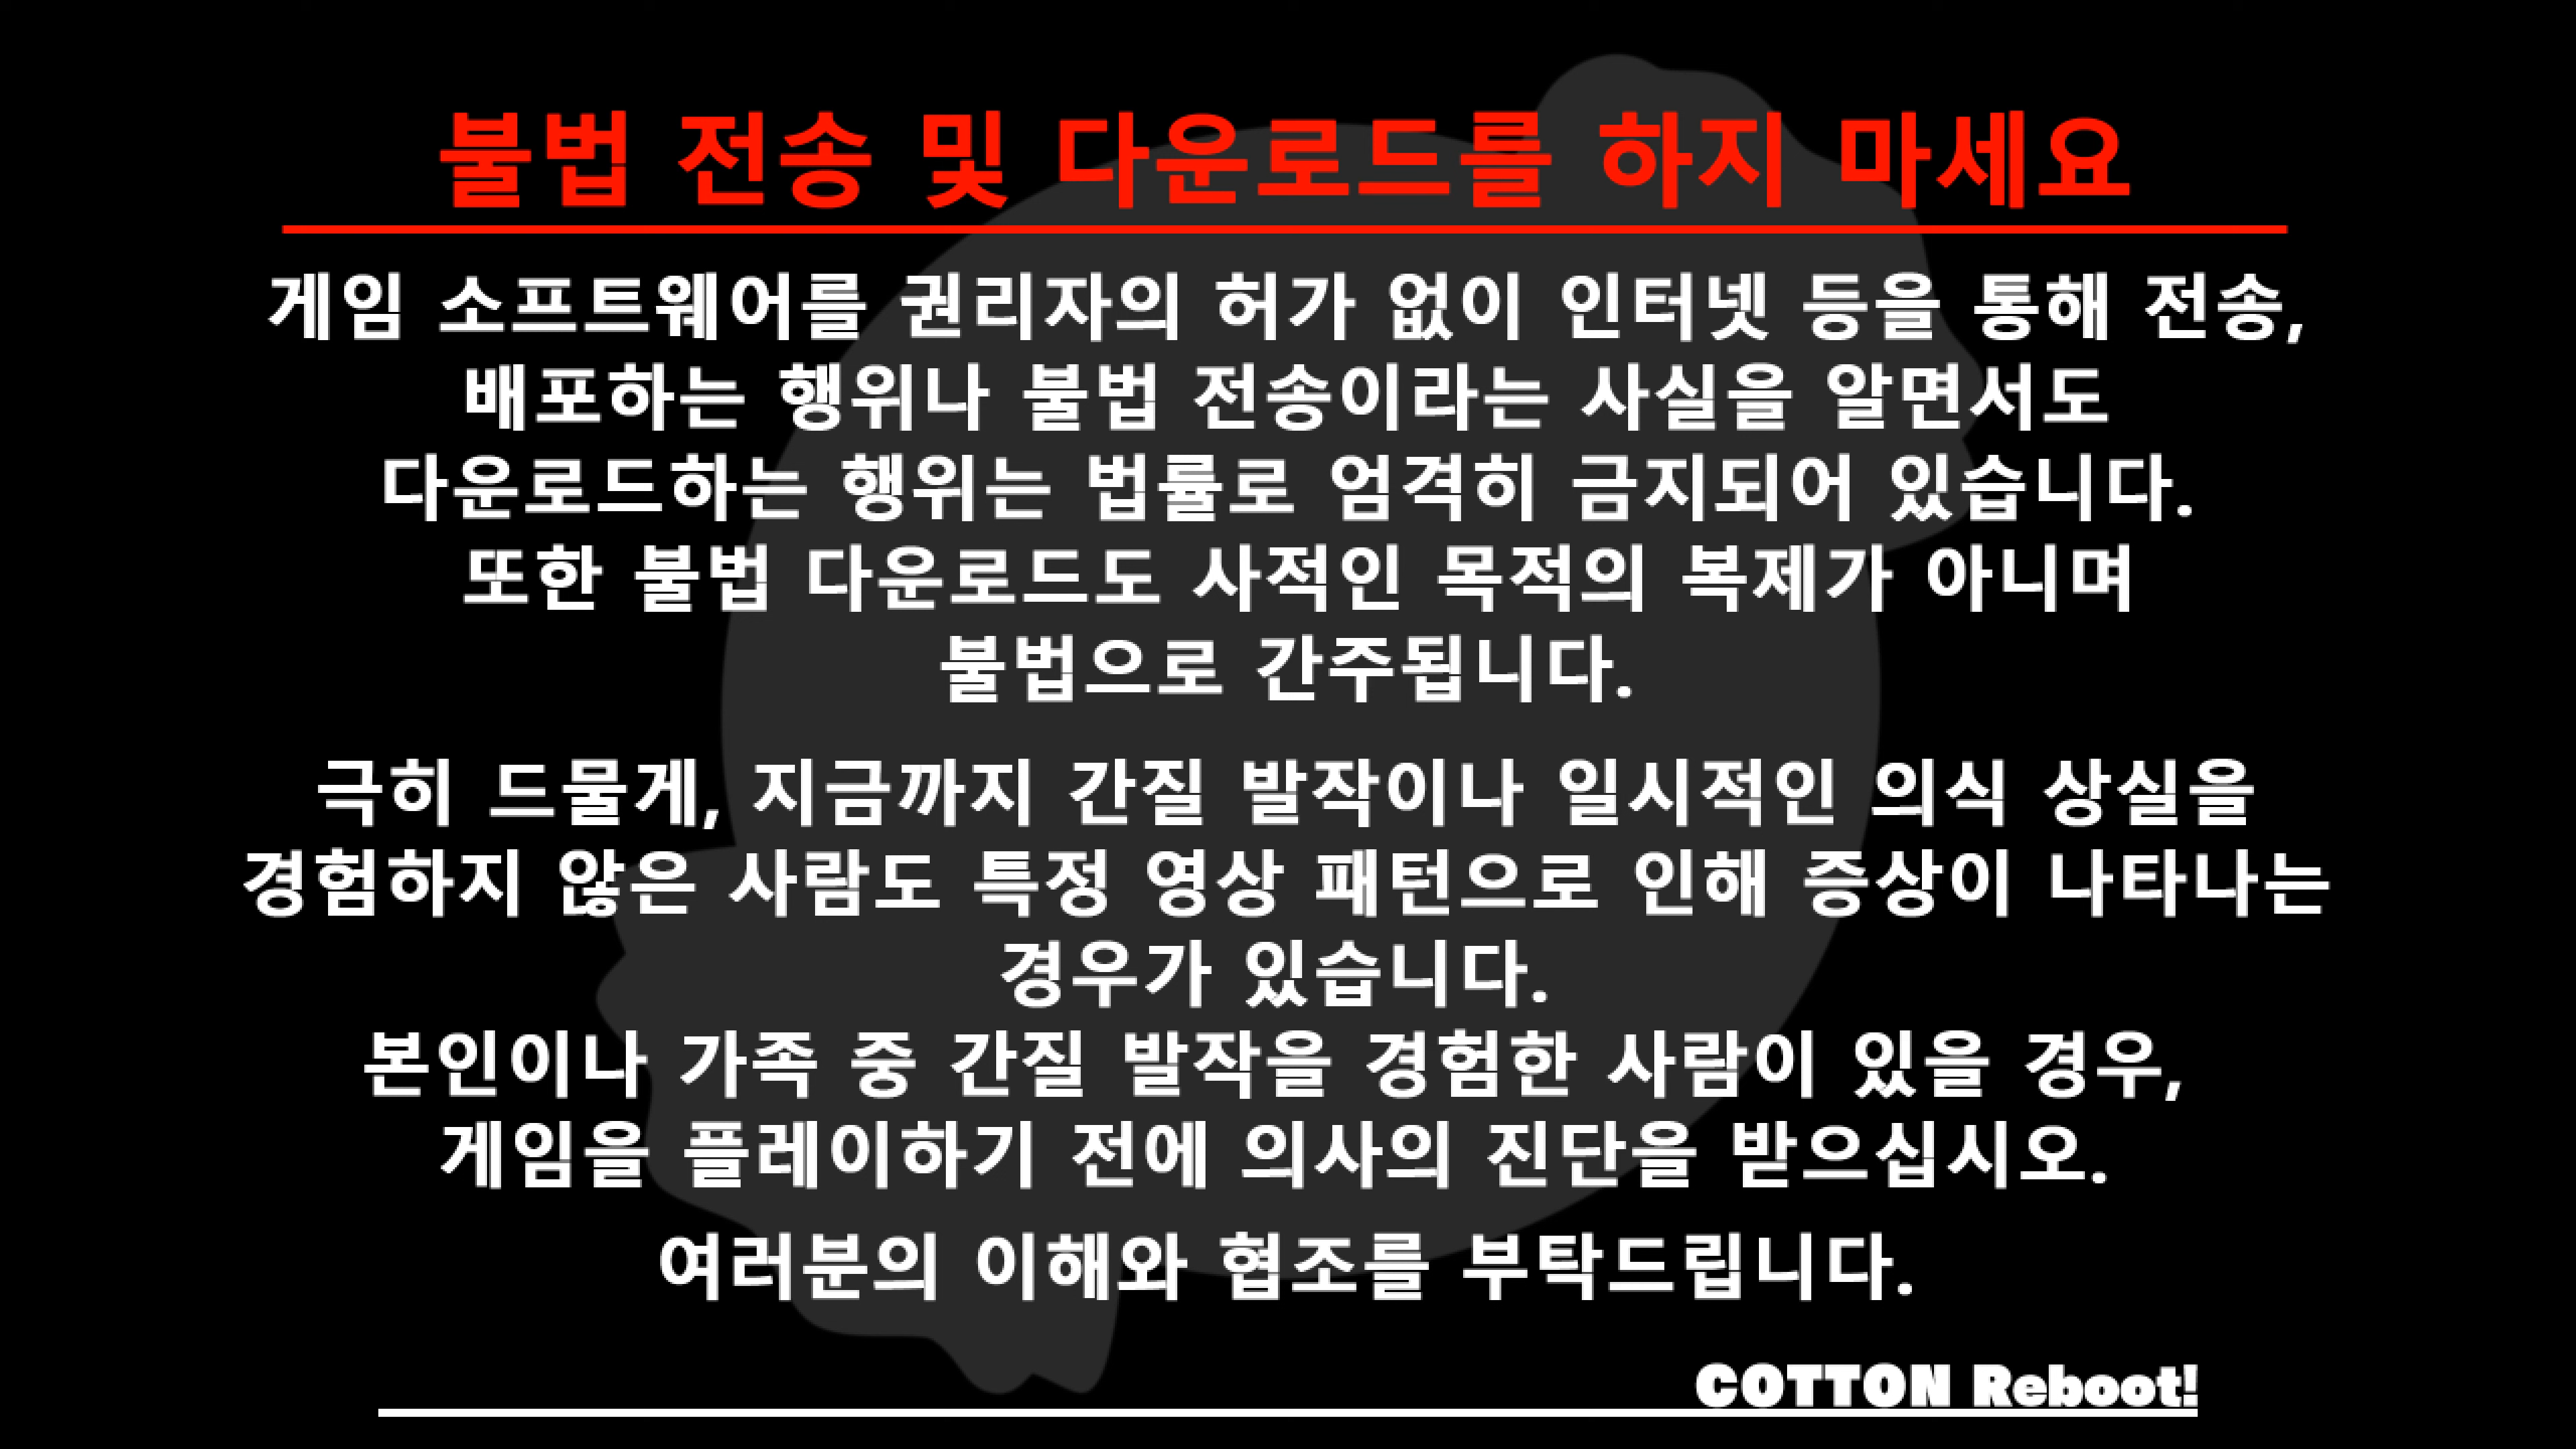 불법 전송 및 다운로드를 하지 마세요
게임 소프트웨어를 권리자의 허가 없이 인터넷 등을 통해 전송,
배포하는 행위나 불법 전송이라는 사실을 알면서도
다운로드하는 행위는 법률로 엄격히 금지되어 있습니다.
또한 불법 다운로드도 사적인 목적의 복제가 아니며
불법으로 간주됩니다.
극히 드물게, 지금까지 간질 발작이나 일시적인 의식 상실을
경험하지 않은 사람도 특정 영상 패턴으로 인해 증상이 나타나는
경우가 있습니다.
본인이나 가족 중 간질 발작을 경험한 사람이 있을 경우,
게임을 플레이하기 전에 의사의 진단을 받으십시오.
여러분의 이해와 협조를 부탁드립니다.
COTTON Reboot!